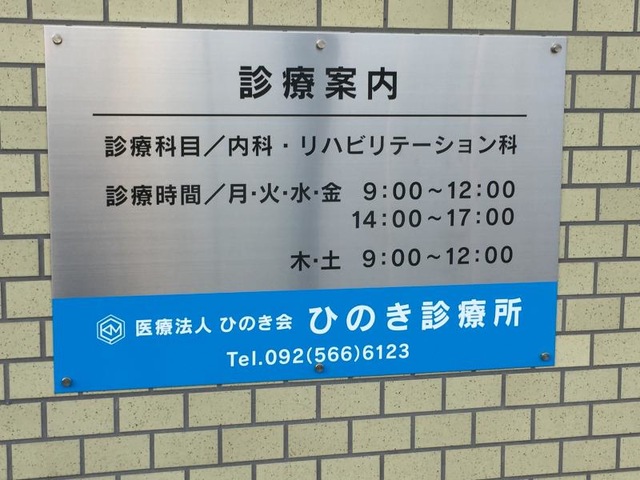 診療案内
診療科目／内科・リハビリテーション科
診療時間／月・火・水・金 9:00～12:00
14:00～17:00
木・土 9:00～12:00
KM 医療法人 ひのき会 ひのき診療所
Tel.092(566)6123